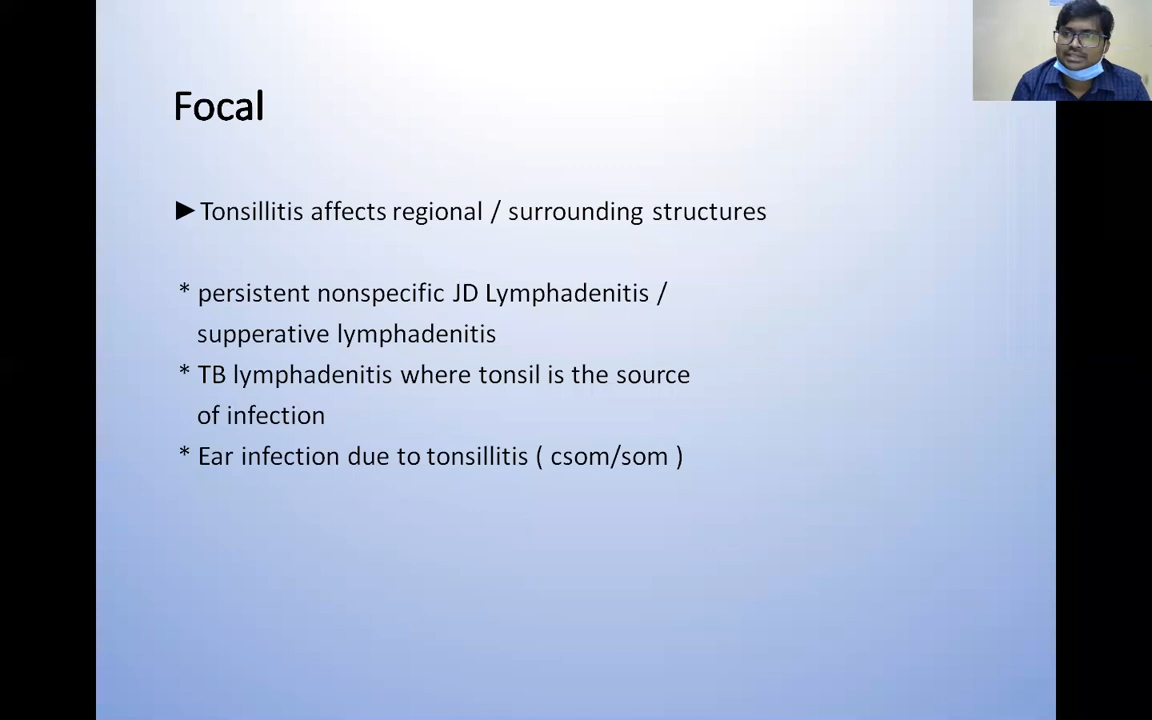 Focal
►Tonsillitis affects regional / surrounding structures
* persistent nonspecific JD Lymphadenitis /
supperative lymphadenitis
* TB lymphadenitis where tonsil is the source
of infection
* Ear infection due to tonsillitis ( csom/som )